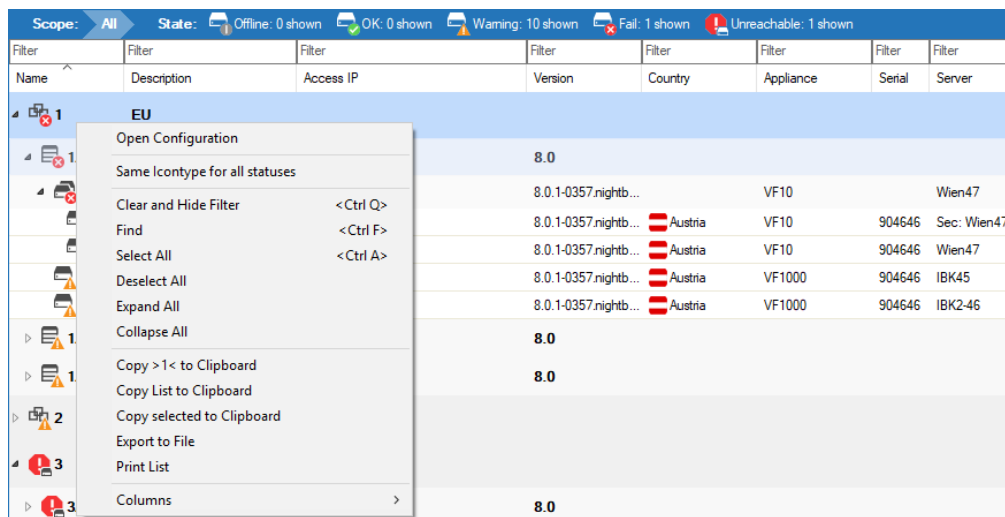 Scope: All State: Offline: 0 shown OK: 0 shown Warning: 10 shown Fail: 1 shown Unreachable: 1 shown
Filter Filter Filter Filter Filter Filter Filter Filter
Name Description Access IP Version Country Appliance Serial Server
1 EU
Open Configuration
1. 8.0
Same Icontype for all statuses
8.0.1-0357.nightb... VF10 Wien47
Clear and Hide Filter <Ctrl Q>
8.0.1-0357.nightb... Austria VF10 904646 Sec: Wien47
Find <Ctrl F>
8.0.1-0357.nightb... Austria VF10 904646 Wien47
Select All <Ctrl A>
8.0.1-0357.nightb... Austria VF1000 904646 IBK45
Deselect All
8.0.1-0357.nightb... Austria VF1000 904646 IBK2-46
Expand All
Collapse All
1. 8.0
Copy >1< to Clipboard
1. 8.0
Copy List to Clipboard
Copy selected to Clipboard
2
Export to File
Print List
3
Columns >
3. 8.0